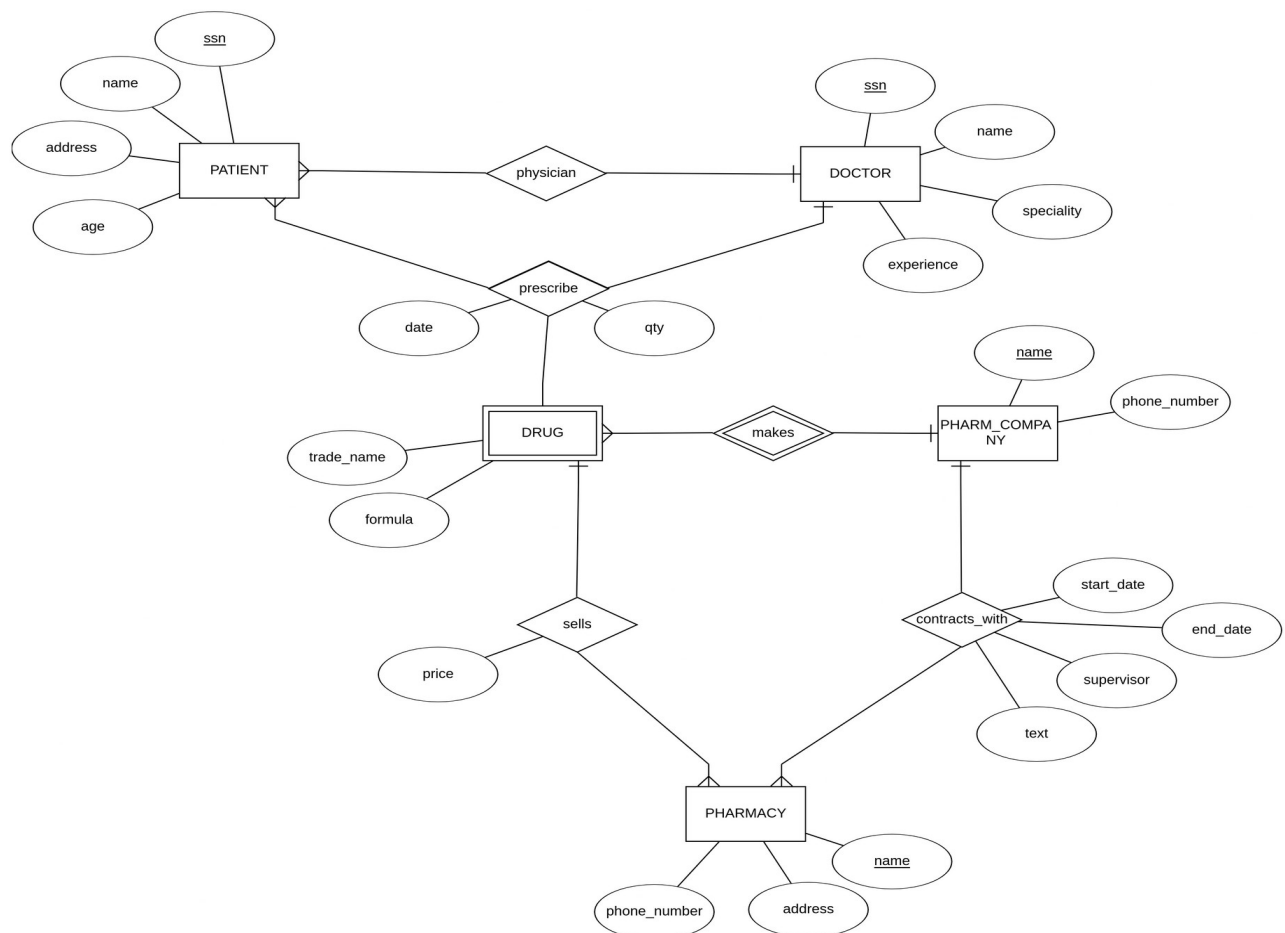 ssn
name
ssn
name
address
PATIENT
physician
DOCTOR
speciality
age
experience
prescribe
date
qty
name
phone_number
DRUG
makes
PHARM_COMPA
NY
trade_name
formula
start_date
sells
contracts_with
end_date
price
supervisor
text
PHARMACY
name
phone_number
address